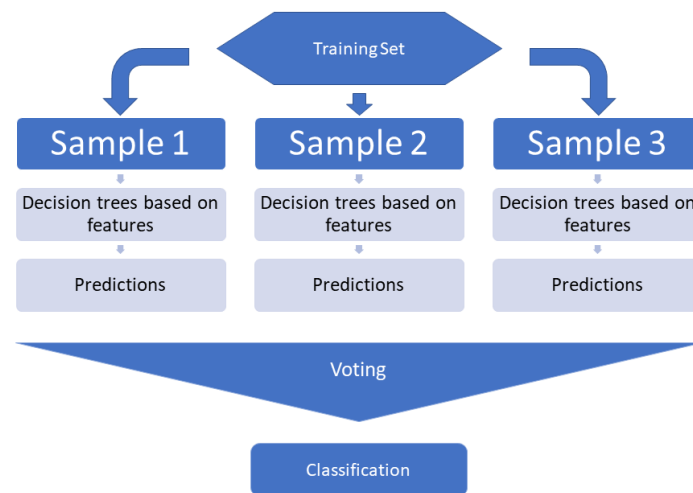 Training Set
Sample 1
Sample 2
Sample 3
Decision trees based on
features
Decision trees based on
features
Decision trees based on
features
Predictions
Predictions
Predictions
Voting
Classification